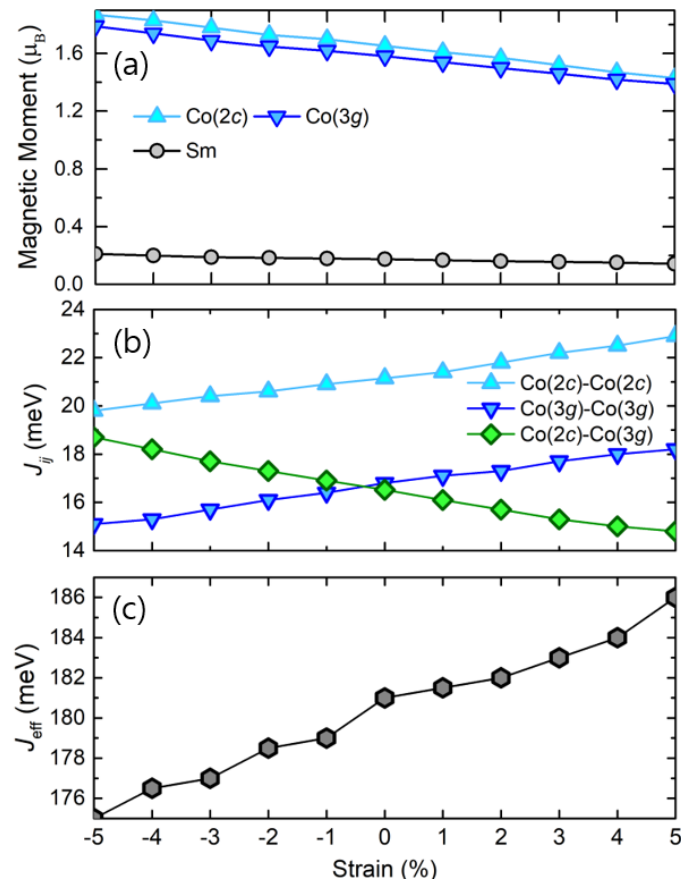 Magnetic Moment (μB)
1.6
1.2
0.8
0.4
0.0
(a)
Co(2c) Co(3g)
Sm
Jij (meV)
24
22
20
18
16
14
(b)
Co(2c)-Co(2c)
Co(3g)-Co(3g)
Co(2c)-Co(3g)
Jeff (meV)
186
184
182
180
178
176
(c)
-5 -4 -3 -2 -1 0 1 2 3 4 5
Strain (%)